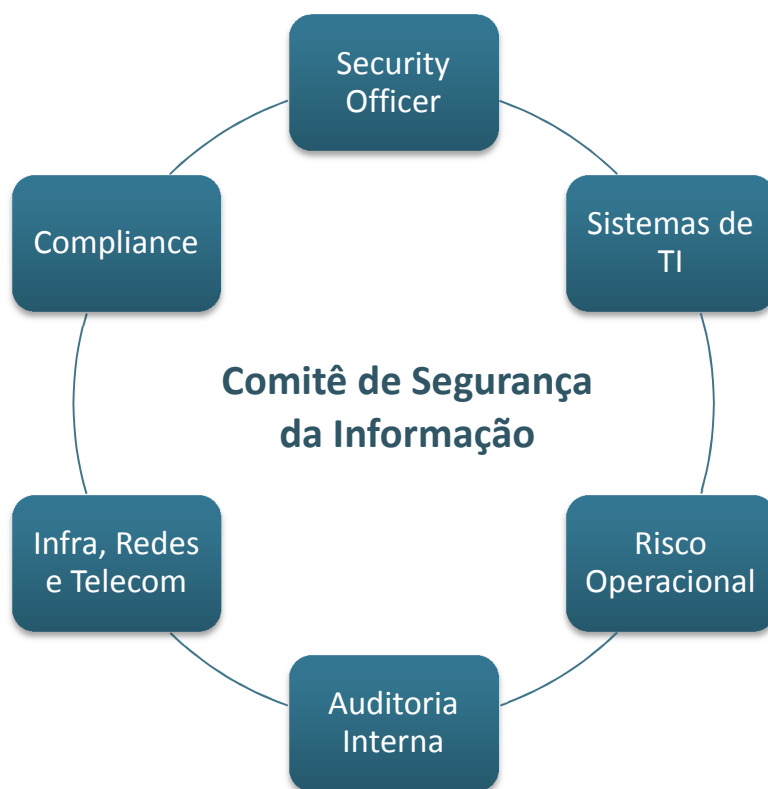 Security
Officer
Sistemas de
TI
Risco
Operacional
Auditoria
Interna
Infra, Redes
e Telecom
Compliance
Comitê de Segurança
da Informação